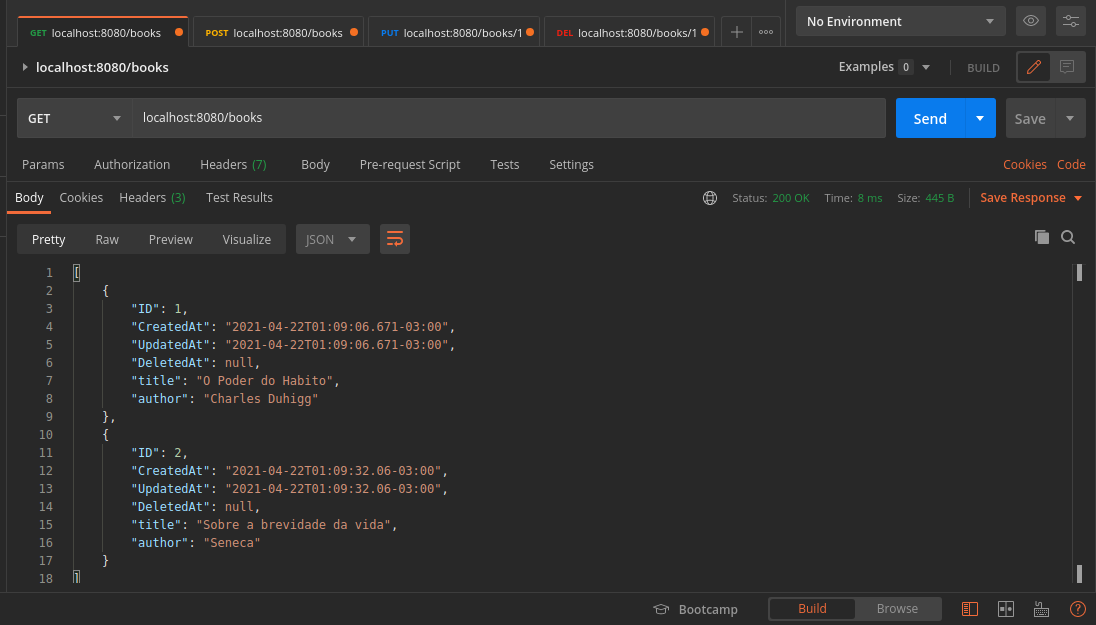 GET localhost:8080/books POST localhost:8080/books PUT localhost:8080/books/1 DEL localhost:8080/books/1 No Environment
localhost:8080/books Examples 0 BUILD
GET localhost:8080/books Send Save
Params Authorization Headers (7) Body Pre-request Script Tests Settings Cookies Code
Body Cookies Headers (3) Test Results Status: 200 OK Time: 8 ms Size: 445 B Save Response
Pretty Raw Preview Visualize JSON
1 [
2 {
3 "ID": 1,
4 "CreatedAt": "2021-04-22T01:09:06.671-03:00",
5 "UpdatedAt": "2021-04-22T01:09:06.671-03:00",
6 "DeletedAt": null,
7 "title": "O Poder do Habito",
8 "author": "Charles Duhigg"
9 },
10 {
11 "ID": 2,
12 "CreatedAt": "2021-04-22T01:09:32.06-03:00",
13 "UpdatedAt": "2021-04-22T01:09:32.06-03:00",
14 "DeletedAt": null,
15 "title": "Sobre a brevidade da vida",
16 "author": "Seneca"
17 }
18 ]
Bootcamp Build Browse ?